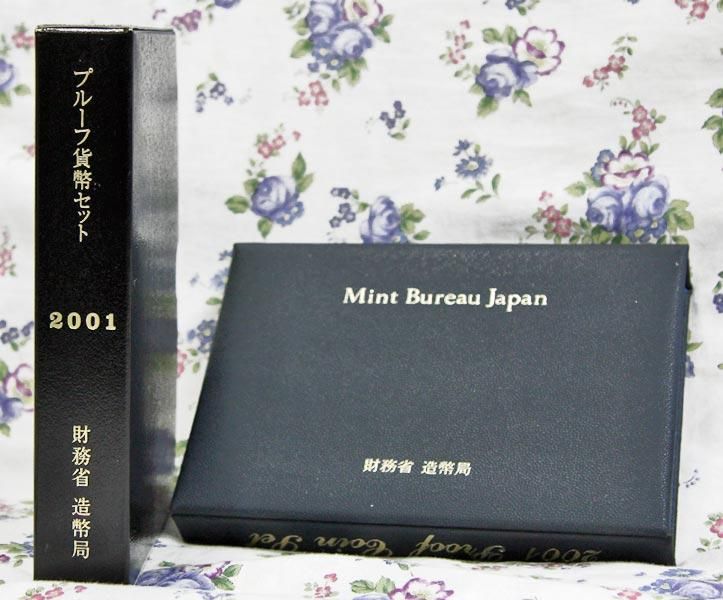 プルーフ貨幣セット
2001
財務省 造幣局
Mint Bureau Japan
財務省 造幣局
2001 Proof Coin Set